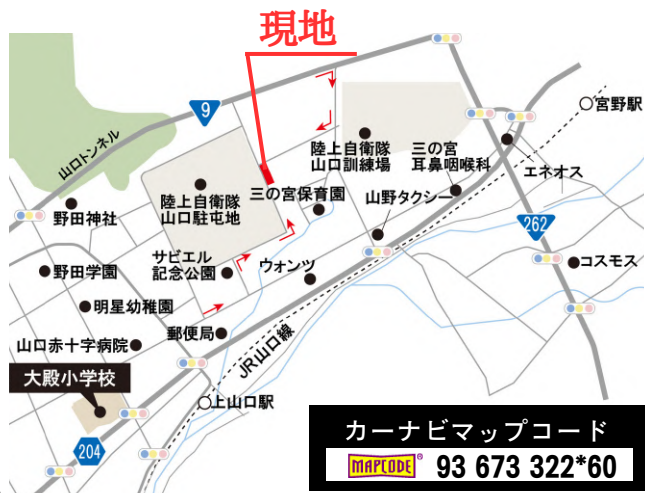 現地
9
宮野駅
山口トンネル
陸上自衛隊
山口訓練場
三の宮
耳鼻咽喉科
エネオス
野田神社
陸上自衛隊
山口駐屯地
三の宮保育園
山野タクシー
262
野田学園
サビエル
記念公園
ウォンツ
コスモス
明星幼稚園
郵便局
JR山口線
山口赤十字病院
大殿小学校
上山口駅
204
カーナビマップコード
MAPCODE® 93 673 322*60